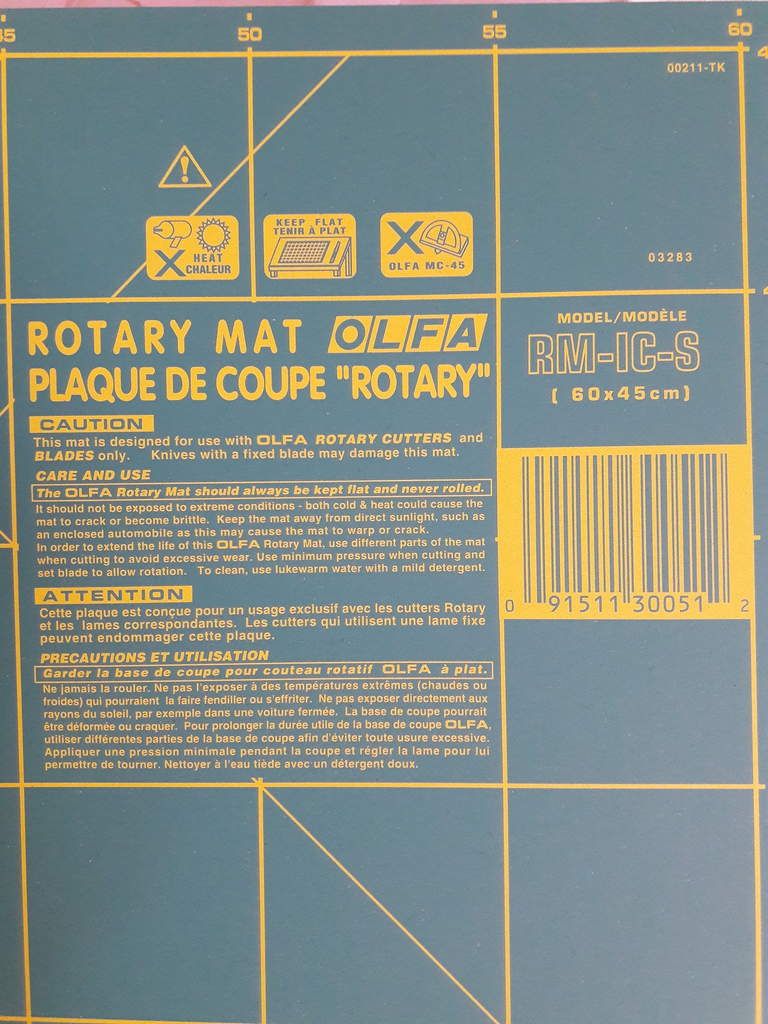 50
55
60
00211-TK
HEAT
CHALEUR
KEEP FLAT
TENIR À PLAT
OLFA MC-45
03283
ROTARY MAT OLFA
PLAQUE DE COUPE "ROTARY"
MODEL/MODÈLE
RM-IC-S
( 60x45cm)
CAUTION
This mat is designed for use with OLFA ROTARY CUTTERS and
BLADES only. Knives with a fixed blade may damage this mat.
CARE AND USE
The OLFA Rotary Mat should always be kept flat and never rolled.
It should not be exposed to extreme conditions - both cold & heat could cause the
mat to crack or become brittle. Keep the mat away from direct sunlight, such as
an enclosed automobile as this may cause the mat to warp or crack.
In order to extend the life of this OLFA Rotary Mat, use different parts of the mat
when cutting to avoid excessive wear. Use minimum pressure when cutting and
set blade to allow rotation. To clean, use lukewarm water with a mild detergent.
ATTENTION
Cette plaque est conçue pour un usage exclusif avec les cutters Rotary
et les lames correspondantes. Les cutters qui utilisent une lame fixe
peuvent endommager cette plaque.
PRECAUTIONS ET UTILISATION
Garder la base de coupe pour couteau rotatif OLFA à plat.
Ne jamais la rouler. Ne pas l'exposer à des températures extrêmes (chaudes ou
froides) qui pourraient la faire fendiller ou s'effriter. Ne pas exposer directement aux
rayons du soleil, par exemple dans une voiture fermée. La base de coupe pourrait
être déformée ou craquer. Pour prolonger la durée utile de la base de coupe OLFA,
utiliser différentes parties de la base de coupe afin d'éviter toute usure excessive.
Appliquer une pression minimale pendant la coupe et régler la lame pour lui
permettre de tourner. Nettoyer à l'eau tiède avec un détergent doux.
0 91511 30051 2